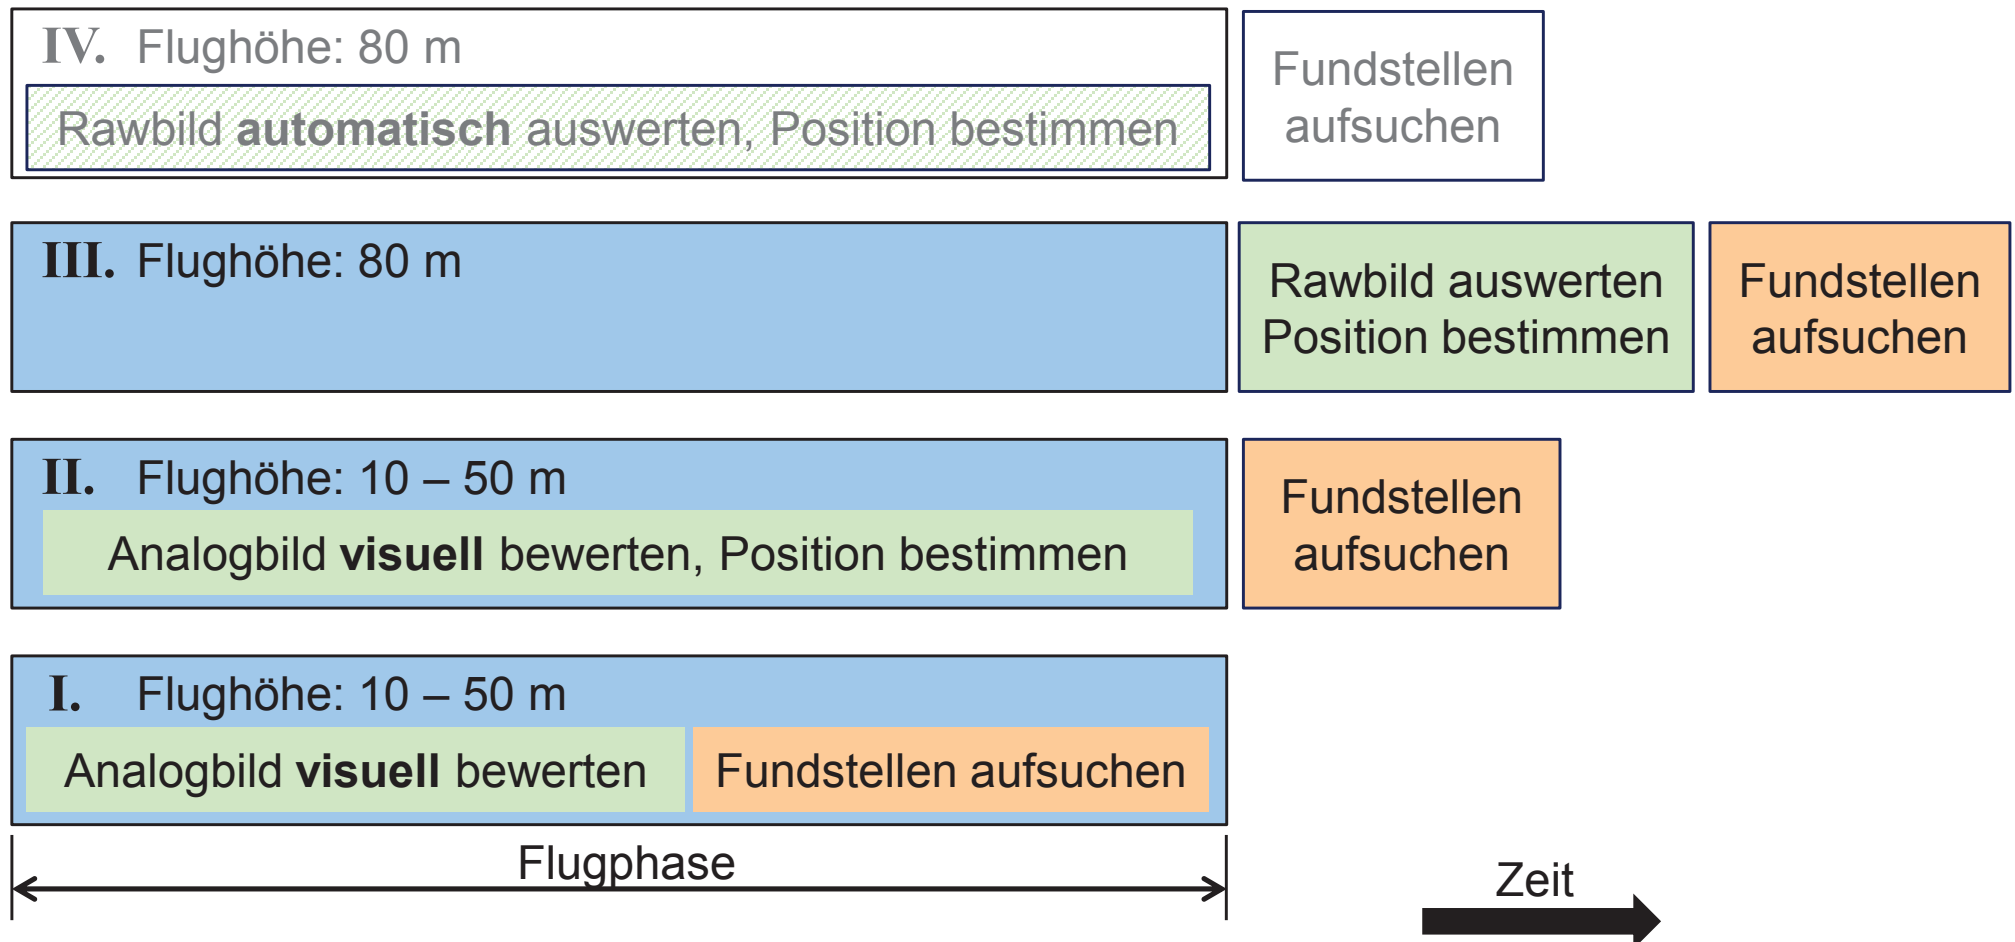 IV. Flughöhe: 80 m
Rawbild automatisch auswerten, Position bestimmen
Fundstellen
aufsuchen
III. Flughöhe: 80 m
Rawbild auswerten
Position bestimmen
Fundstellen
aufsuchen
II. Flughöhe: 10 – 50 m
Analogbild visuell bewerten, Position bestimmen
Fundstellen
aufsuchen
I. Flughöhe: 10 – 50 m
Analogbild visuell bewerten
Fundstellen aufsuchen
Flugphase
Zeit